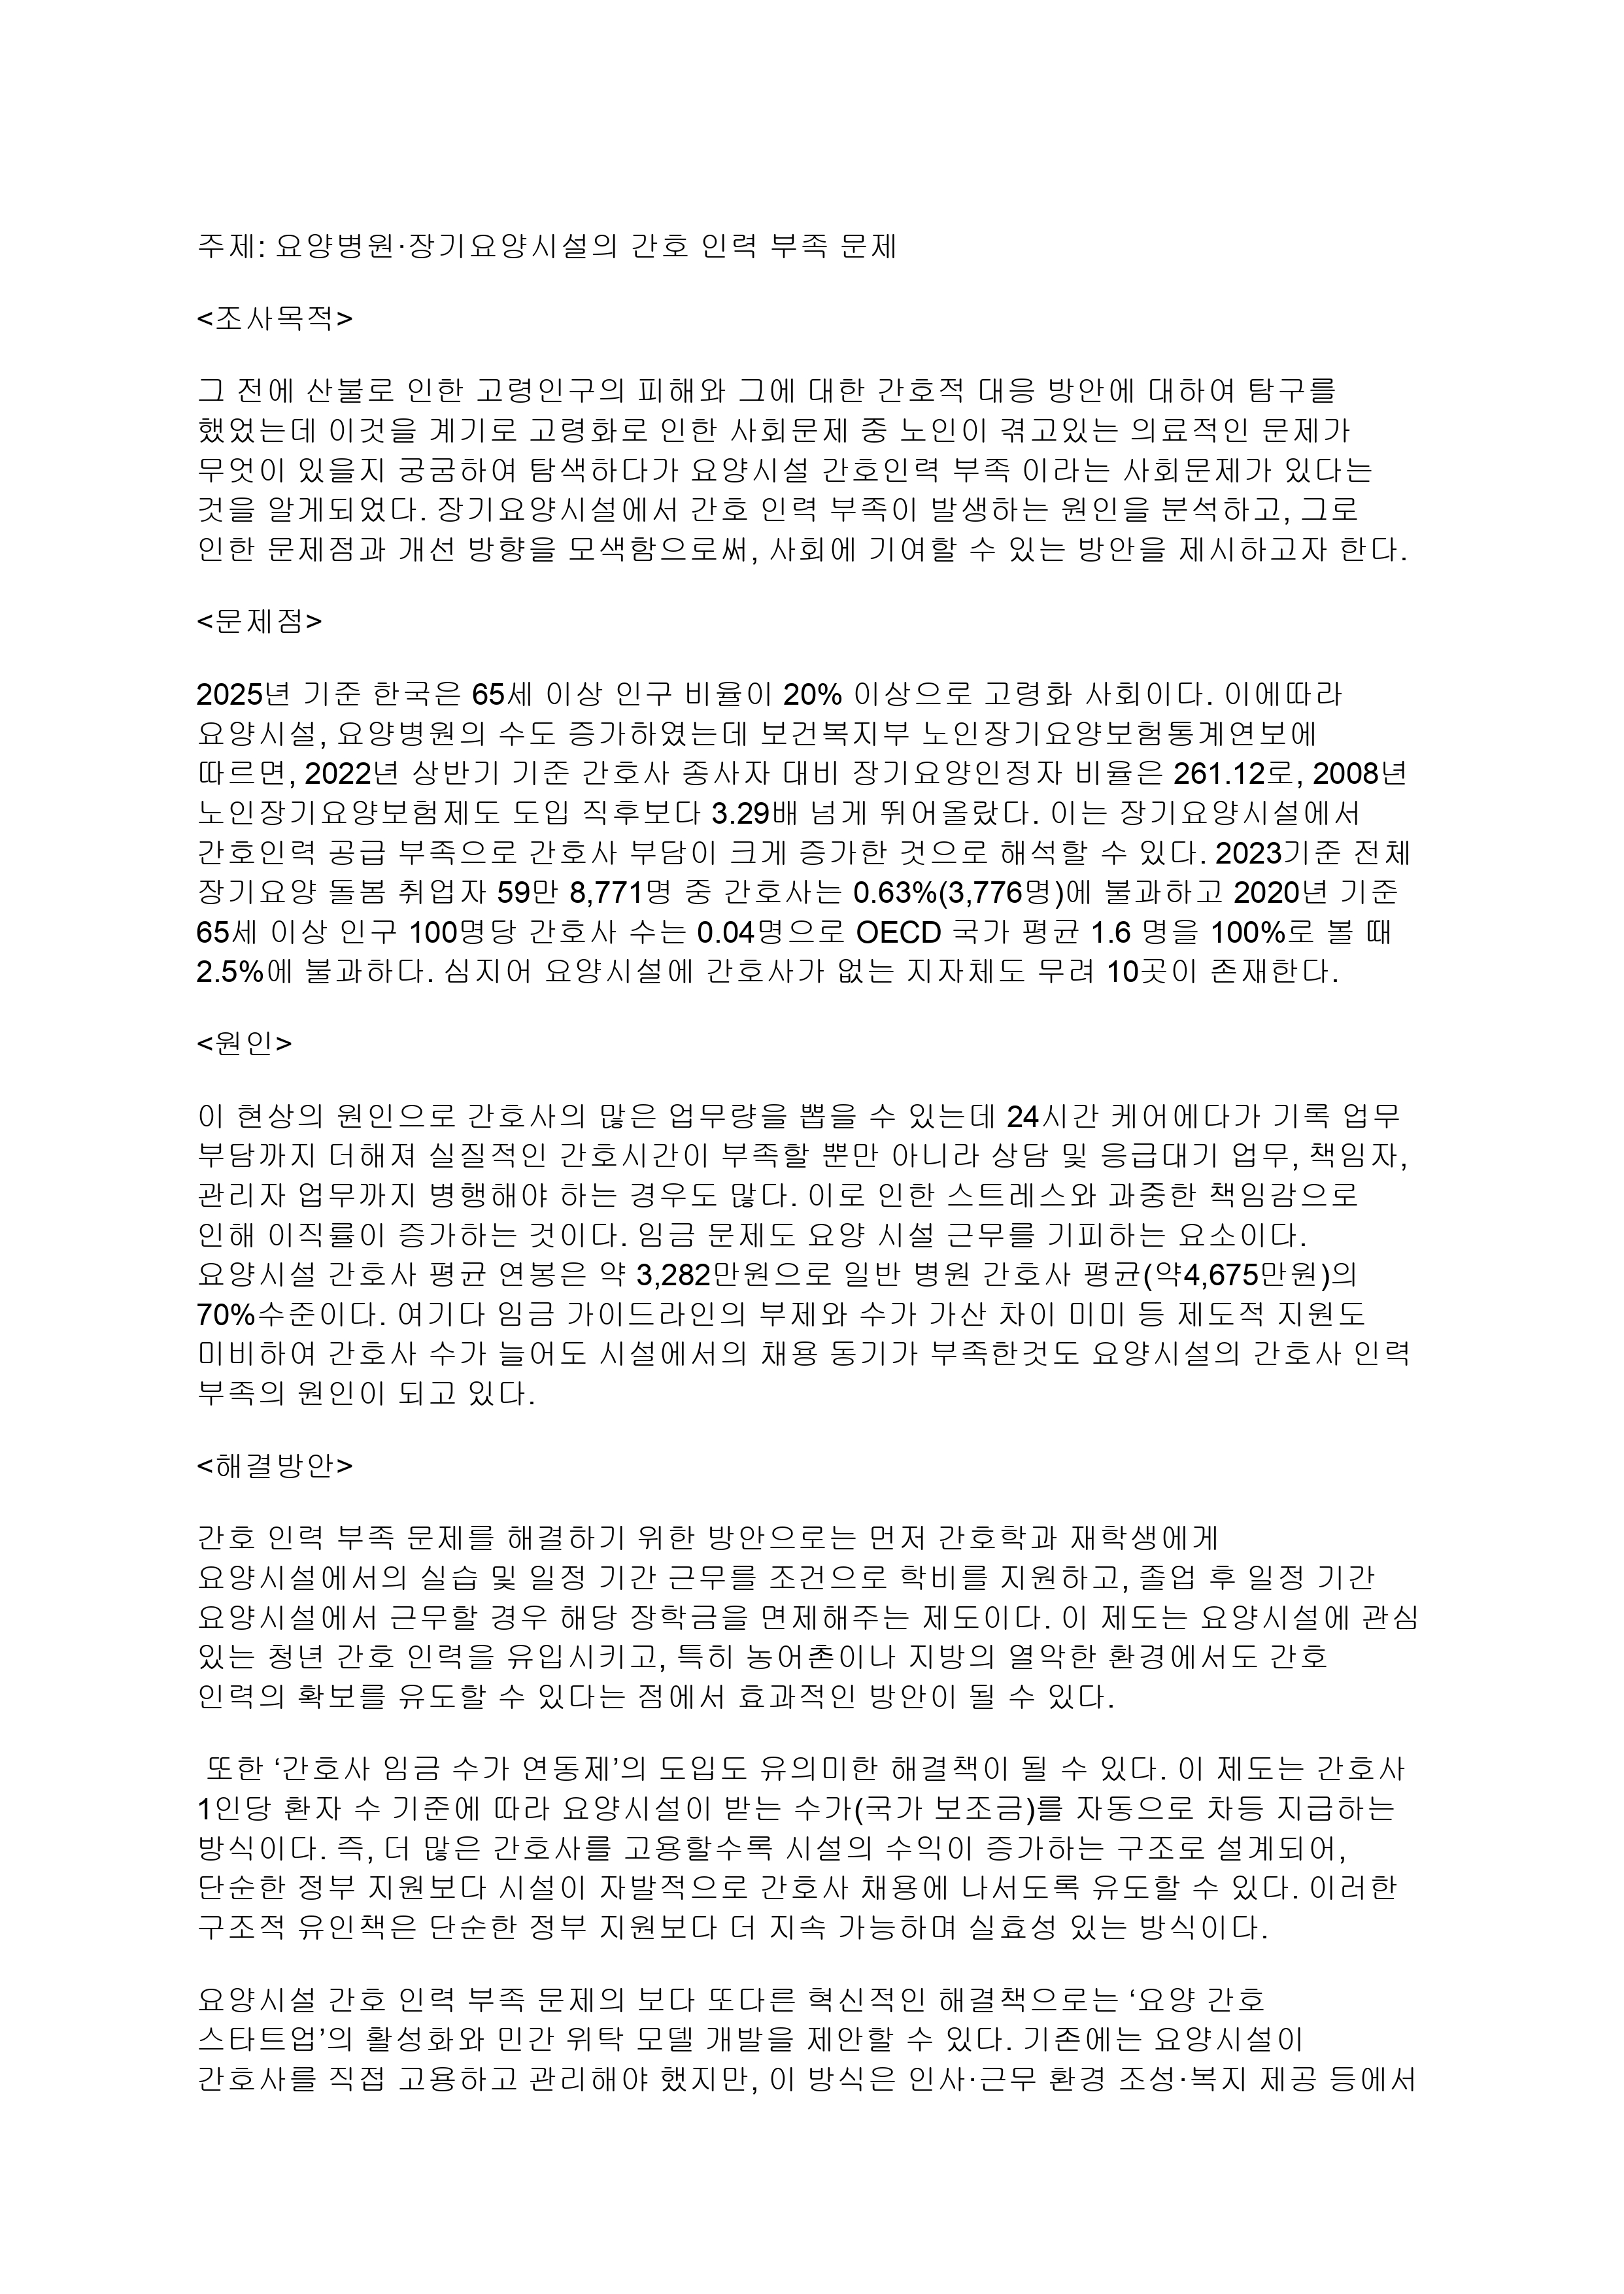 주제: 요양병원·장기요양시설의 간호 인력 부족 문제
<조사목적>
그 전에 산불로 인한 고령인구의 피해와 그에 대한 간호적 대응 방안에 대하여 탐구를
했었는데 이것을 계기로 고령화로 인한 사회문제 중 노인이 겪고있는 의료적인 문제가
무엇이 있을지 궁굼하여 탐색하다가 요양시설 간호인력 부족 이라는 사회문제가 있다는
것을 알게되었다. 장기요양시설에서 간호 인력 부족이 발생하는 원인을 분석하고, 그로
인한 문제점과 개선 방향을 모색함으로써, 사회에 기여할 수 있는 방안을 제시하고자 한다.
<문제점>
2025년 기준 한국은 65세 이상 인구 비율이 20% 이상으로 고령화 사회이다. 이에따라
요양시설, 요양병원의 수도 증가하였는데 보건복지부 노인장기요양보험통계연보에
따르면, 2022년 상반기 기준 간호사 종사자 대비 장기요양인정자 비율은 261.12로, 2008년
노인장기요양보험제도 도입 직후보다 3.29배 넘게 뛰어올랐다. 이는 장기요양시설에서
간호인력 공급 부족으로 간호사 부담이 크게 증가한 것으로 해석할 수 있다. 2023기준 전체
장기요양 돌봄 취업자 59만 8,771명 중 간호사는 0.63%(3,776명)에 불과하고 2020년 기준
65세 이상 인구 100명당 간호사 수는 0.04명으로 OECD 국가 평균 1.6 명을 100%로 볼 때
2.5%에 불과하다. 심지어 요양시설에 간호사가 없는 지자체도 무려 10곳이 존재한다.
<원인>
이 현상의 원인으로 간호사의 많은 업무량을 뽑을 수 있는데 24시간 케어에다가 기록 업무
부담까지 더해져 실질적인 간호시간이 부족할 뿐만 아니라 상담 및 응급대기 업무, 책임자,
관리자 업무까지 병행해야 하는 경우도 많다. 이로 인한 스트레스와 과중한 책임감으로
인해 이직률이 증가하는 것이다. 임금 문제도 요양 시설 근무를 기피하는 요소이다.
요양시설 간호사 평균 연봉은 약 3,282만원으로 일반 병원 간호사 평균(약4,675만원)의
70%수준이다. 여기다 임금 가이드라인의 부제와 수가 가산 차이 미미 등 제도적 지원도
미비하여 간호사 수가 늘어도 시설에서의 채용 동기가 부족한것도 요양시설의 간호사 인력
부족의 원인이 되고 있다.
<해결방안>
간호 인력 부족 문제를 해결하기 위한 방안으로는 먼저 간호학과 재학생에게
요양시설에서의 실습 및 일정 기간 근무를 조건으로 학비를 지원하고, 졸업 후 일정 기간
요양시설에서 근무할 경우 해당 장학금을 면제해주는 제도이다. 이 제도는 요양시설에 관심
있는 청년 간호 인력을 유입시키고, 특히 농어촌이나 지방의 열악한 환경에서도 간호
인력의 확보를 유도할 수 있다는 점에서 효과적인 방안이 될 수 있다.
또한 ‘간호사 임금 수가 연동제’의 도입도 유의미한 해결책이 될 수 있다. 이 제도는 간호사
1인당 환자 수 기준에 따라 요양시설이 받는 수가(국가 보조금)를 자동으로 차등 지급하는
방식이다. 즉, 더 많은 간호사를 고용할수록 시설의 수익이 증가하는 구조로 설계되어,
단순한 정부 지원보다 시설이 자발적으로 간호사 채용에 나서도록 유도할 수 있다. 이러한
구조적 유인책은 단순한 정부 지원보다 더 지속 가능하며 실효성 있는 방식이다.
요양시설 간호 인력 부족 문제의 보다 또다른 혁신적인 해결책으로는 ‘요양 간호
스타트업’의 활성화와 민간 위탁 모델 개발을 제안할 수 있다. 기존에는 요양시설이
간호사를 직접 고용하고 관리해야 했지만, 이 방식은 인사·근무 환경 조성·복지 제공 등에서